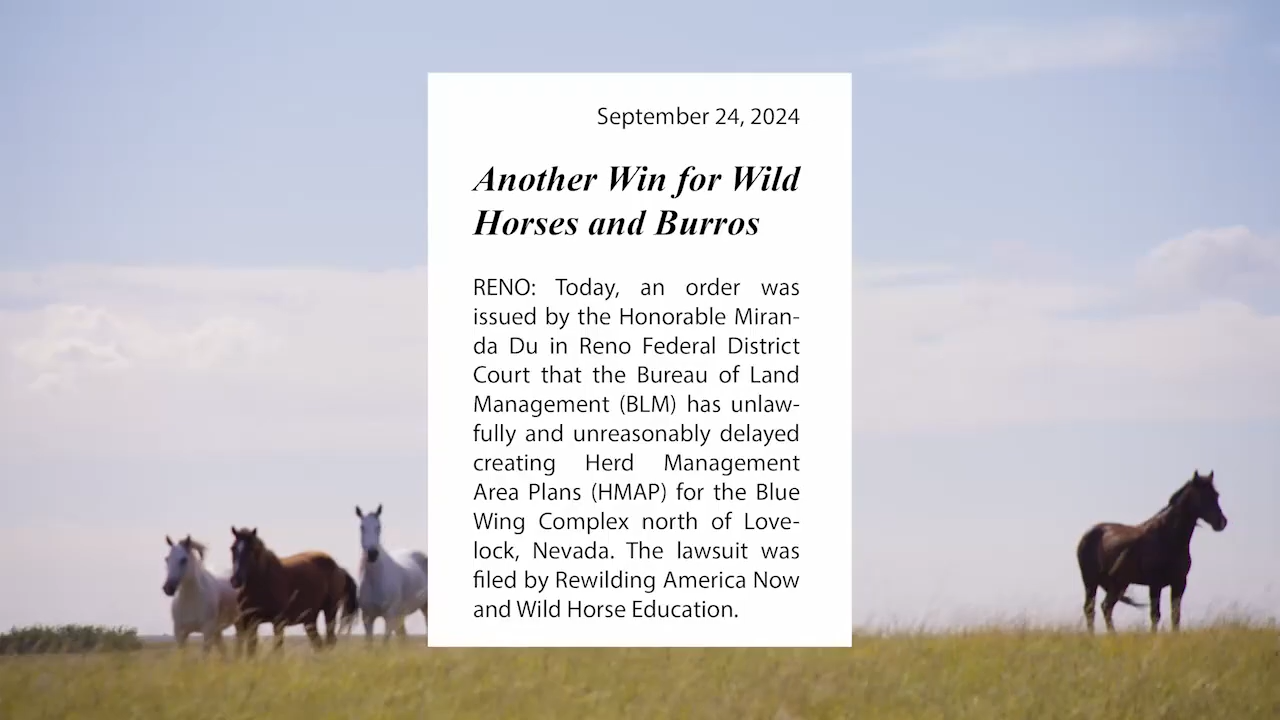 September 24, 2024
Another Win for Wild
Horses and Burros
RENO: Today, an order was
issued by the Honorable Miran-
da Du in Reno Federal District
Court that the Bureau of Land
Management (BLM) has unlaw-
fully and unreasonably delayed
creating Herd Management
Area Plans (HMAP) for the Blue
Wing Complex north of Love-
lock, Nevada. The lawsuit was
filed by Rewilding America Now
and Wild Horse Education.